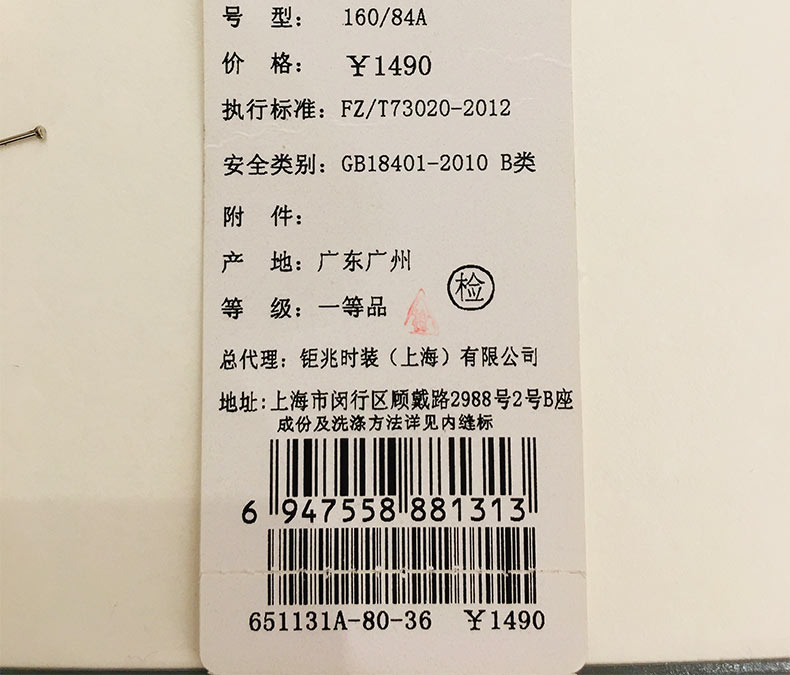 号 型： 160/84A
价 格： ￥1490
执行标准：FZ/T73020-2012
安全类别：GB18401-2010 B类
附 件：
产 地：广东广州
检
等 级：一等品
总代理：钜兆时装（上海）有限公司
地址:上海市闵行区顾戴路2988号2号B座
成份及洗涤方法详见内缝标
6 947558 881313
651131A-80-36 ￥1490